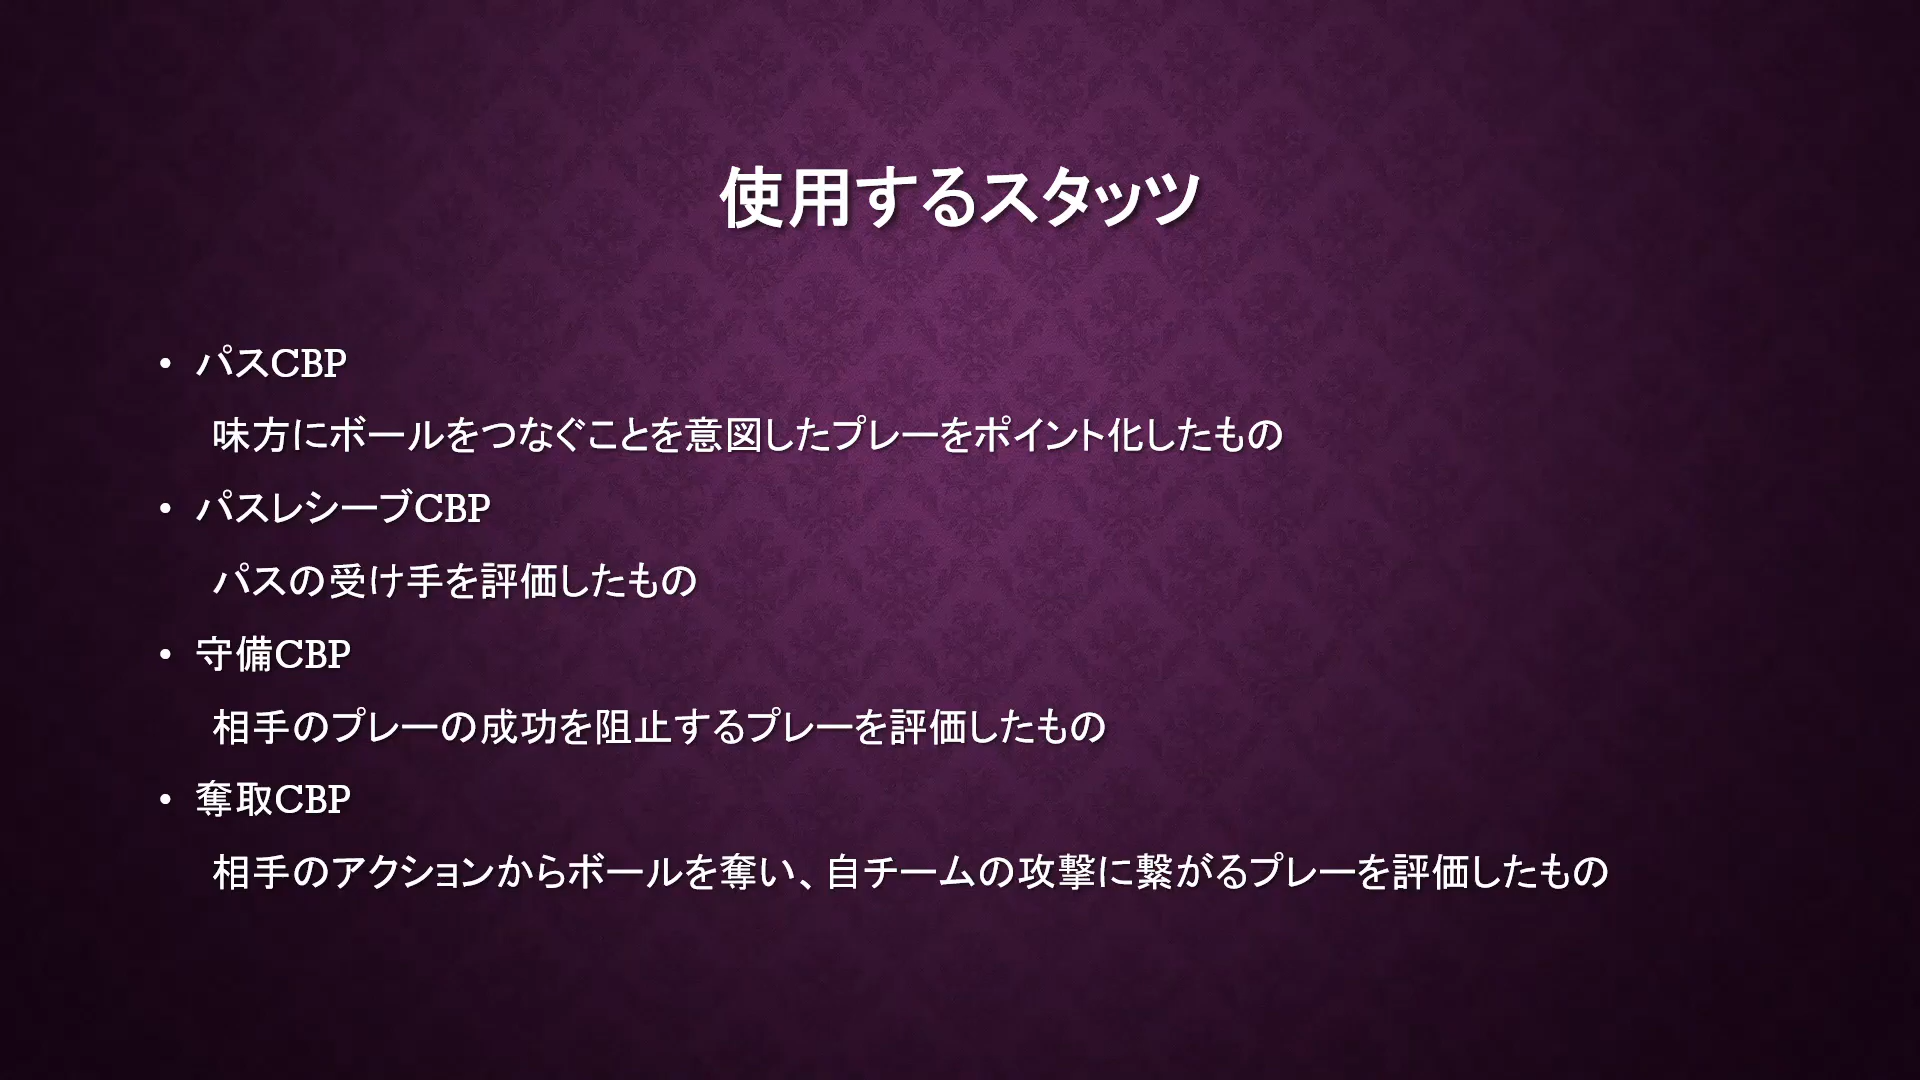 使用するスタッツ
• パスCBP
味方にボールをつなぐことを意図したプレーをポイント化したもの
• パスレシーブCBP
パスの受け手を評価したもの
• 守備CBP
相手のプレーの成功を阻止するプレーを評価したもの
• 奪取CBP
相手のアクションからボールを奪い、自チームの攻撃に繋がるプレーを評価したもの